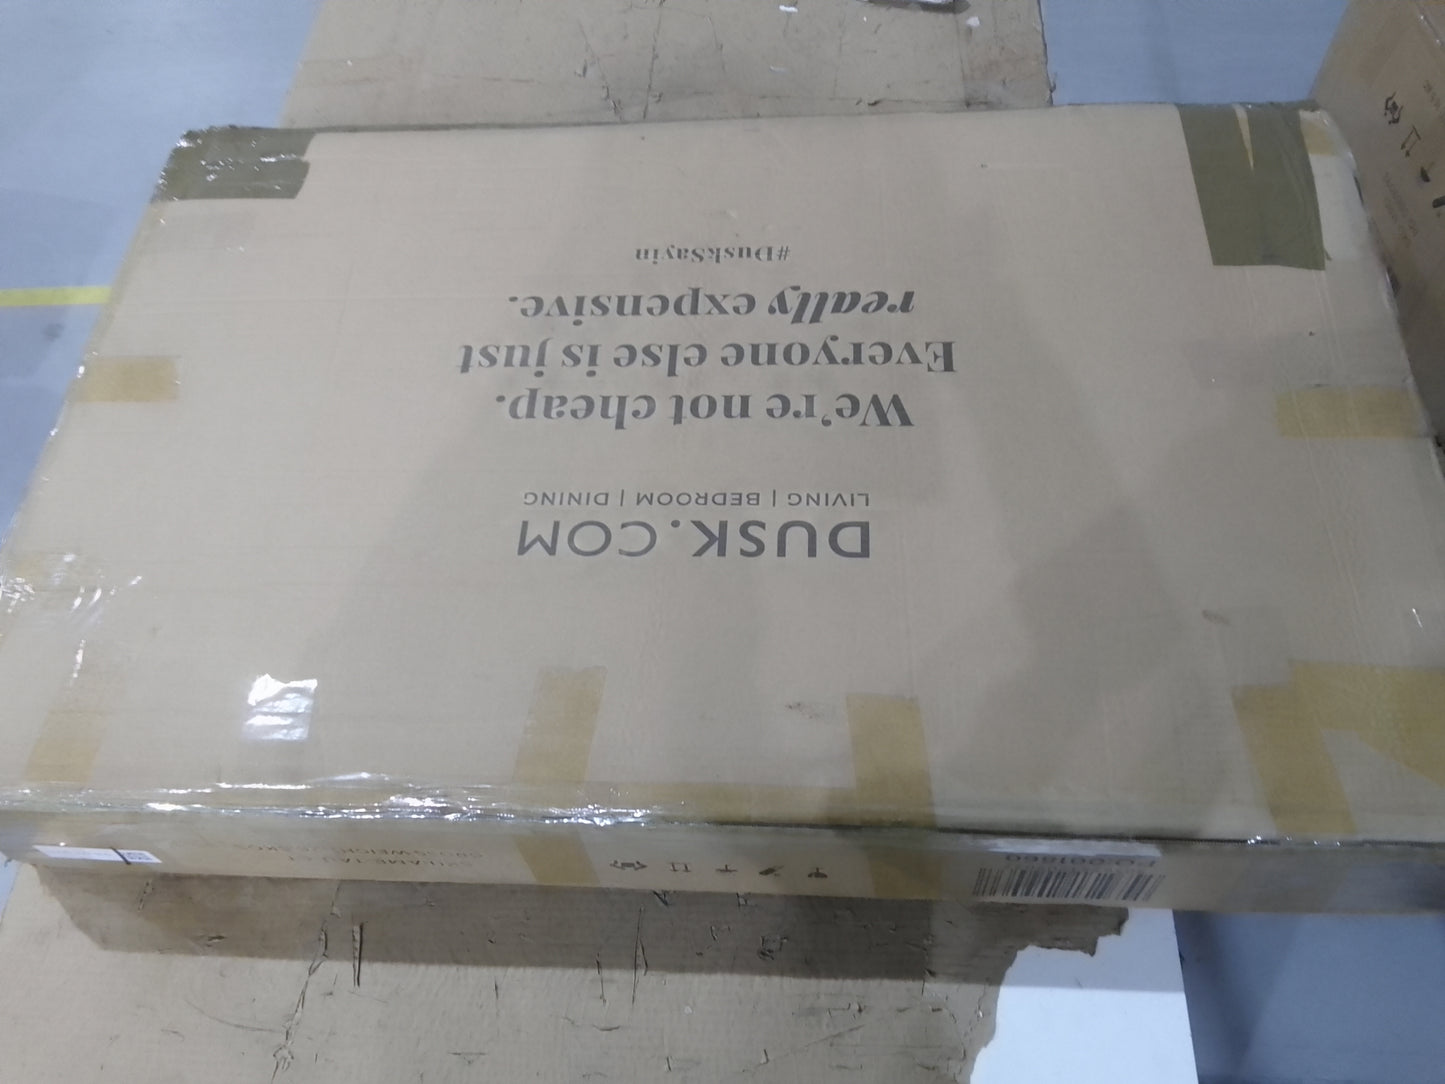 DUSK.COM
LIVING | BEDROOM | DINING
We're not cheap.
Everyone else is just
really expensive.
#DuskSayin